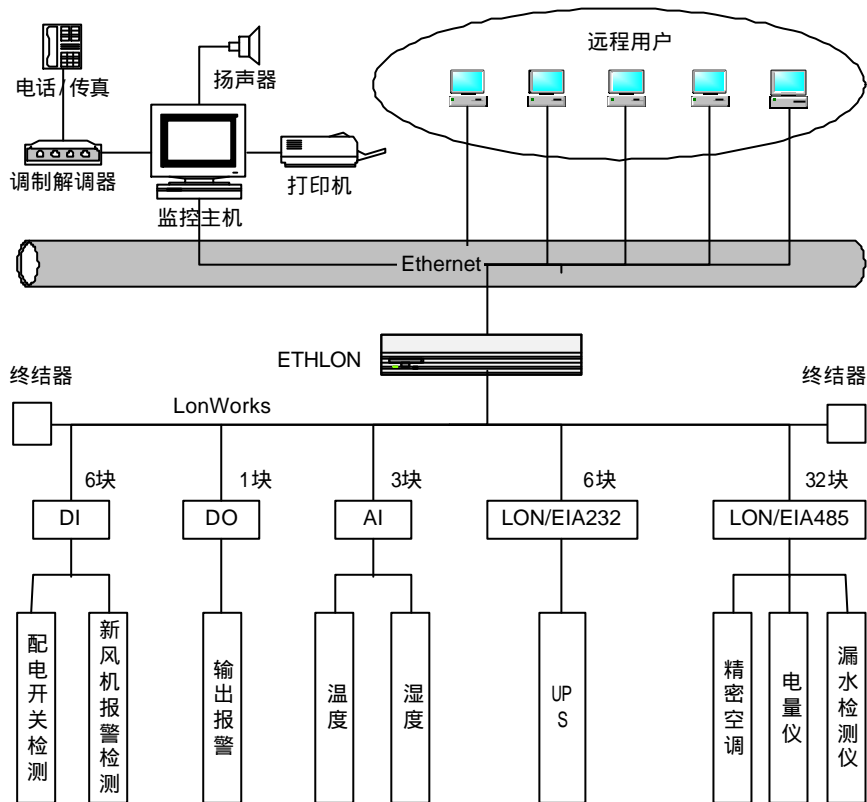 远程用户
扬声器
电话/传真
调制解调器
打印机
监控主机
Ethernet
ETHLON
终结器
终结器
LonWorks
6块
1块
3块
6块
32块
DI
DO
AI
LON/EIA232
LON/EIA485
配电开关检测
新风机报警检测
输出报警
温度
湿度
UP
S
精密空调
电量仪
漏水检测仪